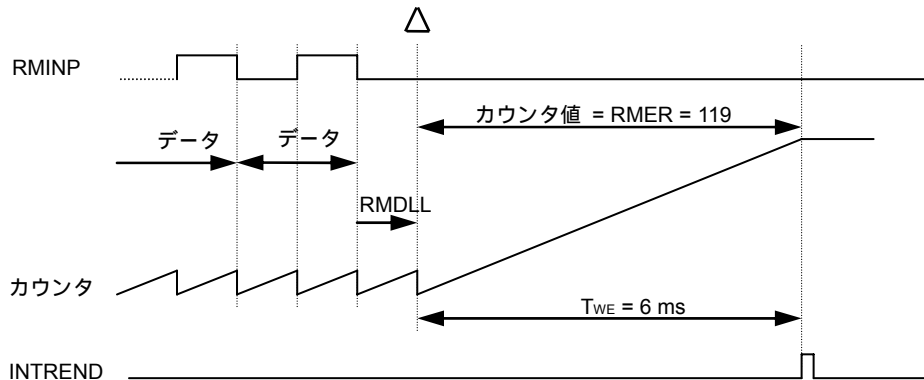 △
RMINP
カウンタ値 = RMER = 119
データ
データ
RMDLL
カウンタ
TWE = 6 ms
INTREND